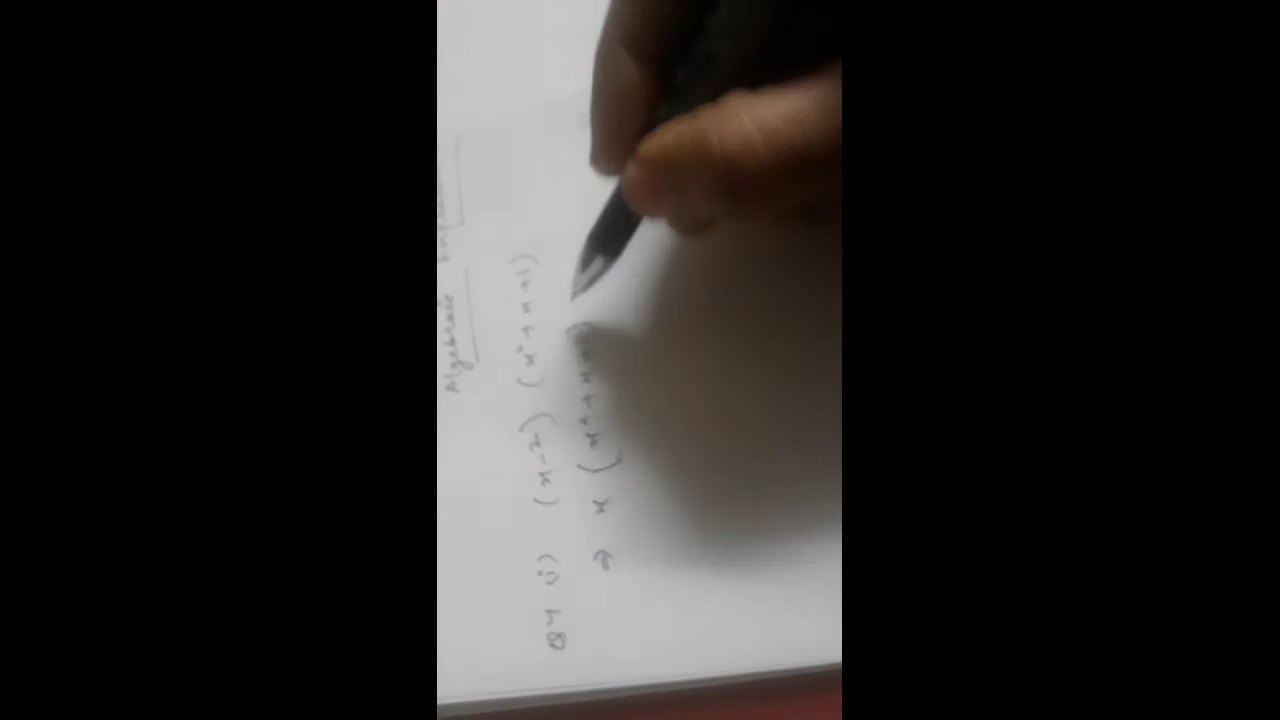 Algebraic
Q4 (i) (x-2) (x²+x+1)
⇒ x (x²+x+1)